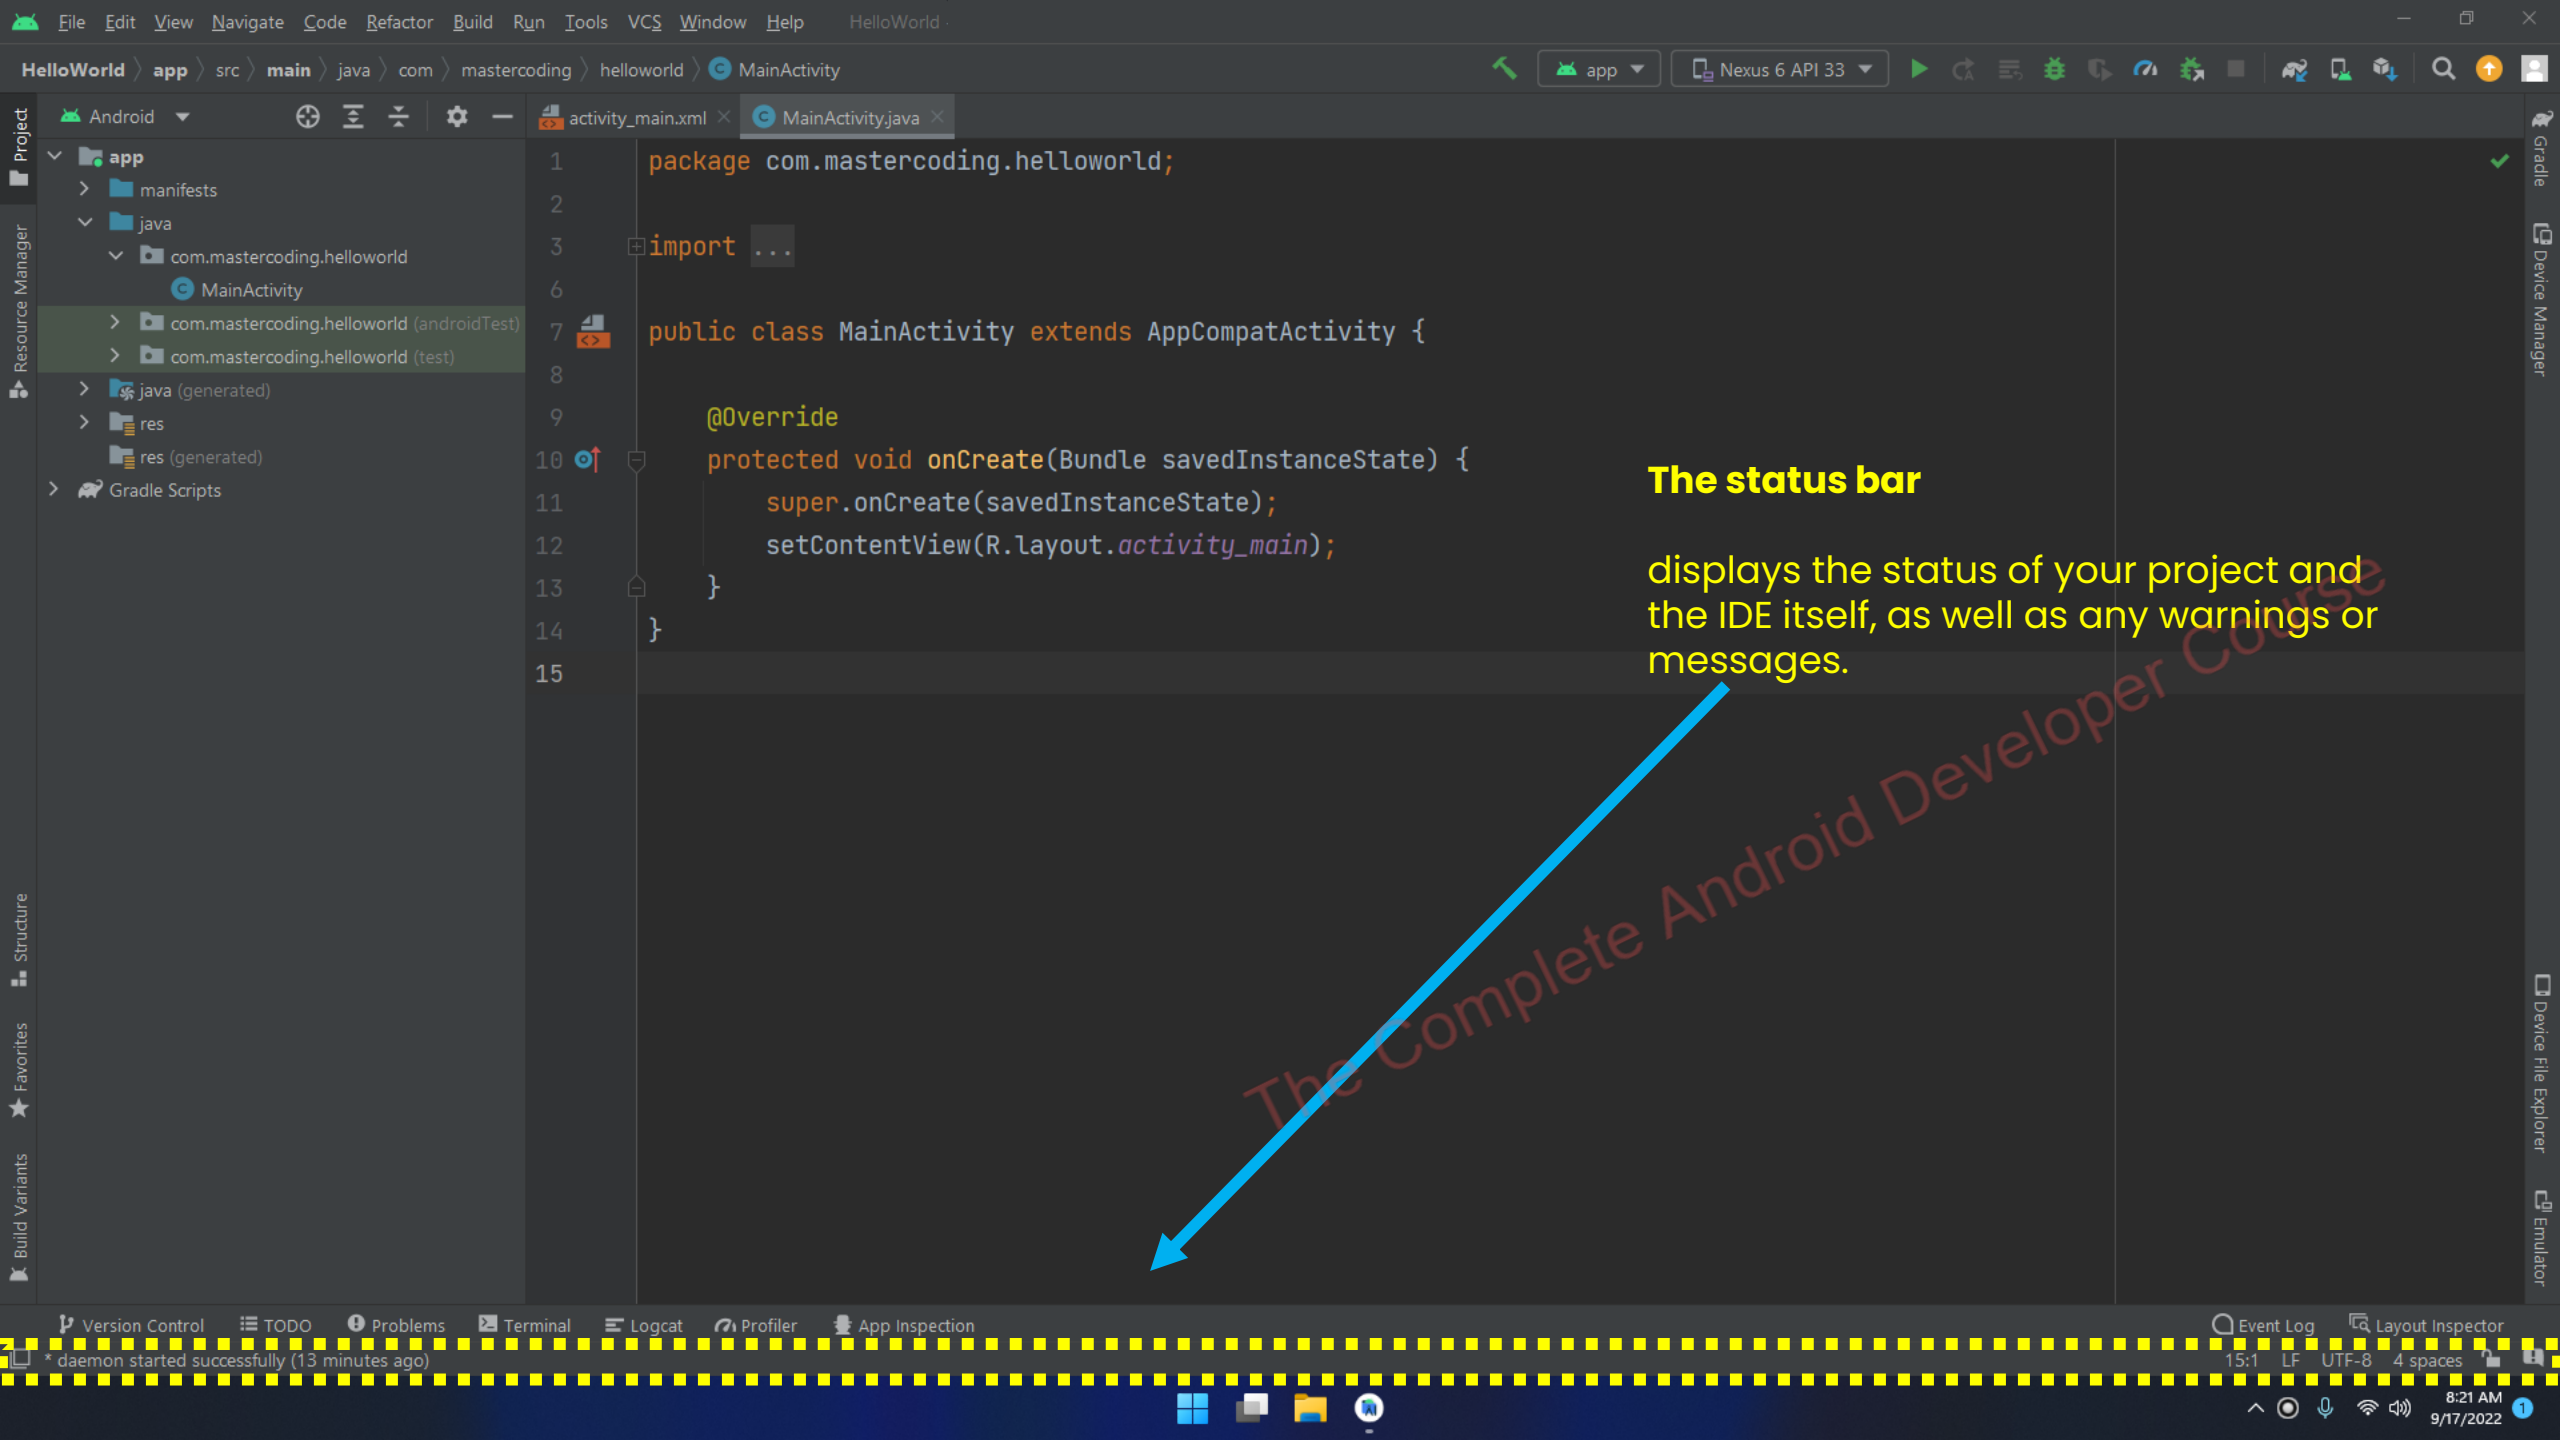 File Edit View Navigate Code Refactor Build Run Tools VCS Window Help HelloWorld -
HelloWorld app src main java com mastercoding helloworld C MainActivity
app Nexus 6 API 33
Android
activity_main.xml
C MainActivity.java
Project
Resource Manager
Structure
Favorites
Build Variants
app
manifests
java
com.mastercoding.helloworld
C MainActivity
com.mastercoding.helloworld (androidTest)
com.mastercoding.helloworld (test)
java (generated)
res
res (generated)
Gradle Scripts
1 package com.mastercoding.helloworld;
2
3 import ...
6
7 public class MainActivity extends AppCompatActivity {
8
9 @Override
10 protected void onCreate(Bundle savedInstanceState) {
11 super.onCreate(savedInstanceState);
12 setContentView(R.layout.activity_main);
13 }
14 }
15
The status bar
displays the status of your project and
the IDE itself, as well as any warnings or
messages.
The Complete Android Developer Course
Gradle
Device Manager
Device File Explorer
Emulator
Version Control TODO Problems Terminal Logcat Profiler App Inspection Event Log Layout Inspector
* daemon started successfully (13 minutes ago) 15:1 LF UTF-8 4 spaces
8:21 AM
9/17/2022 1